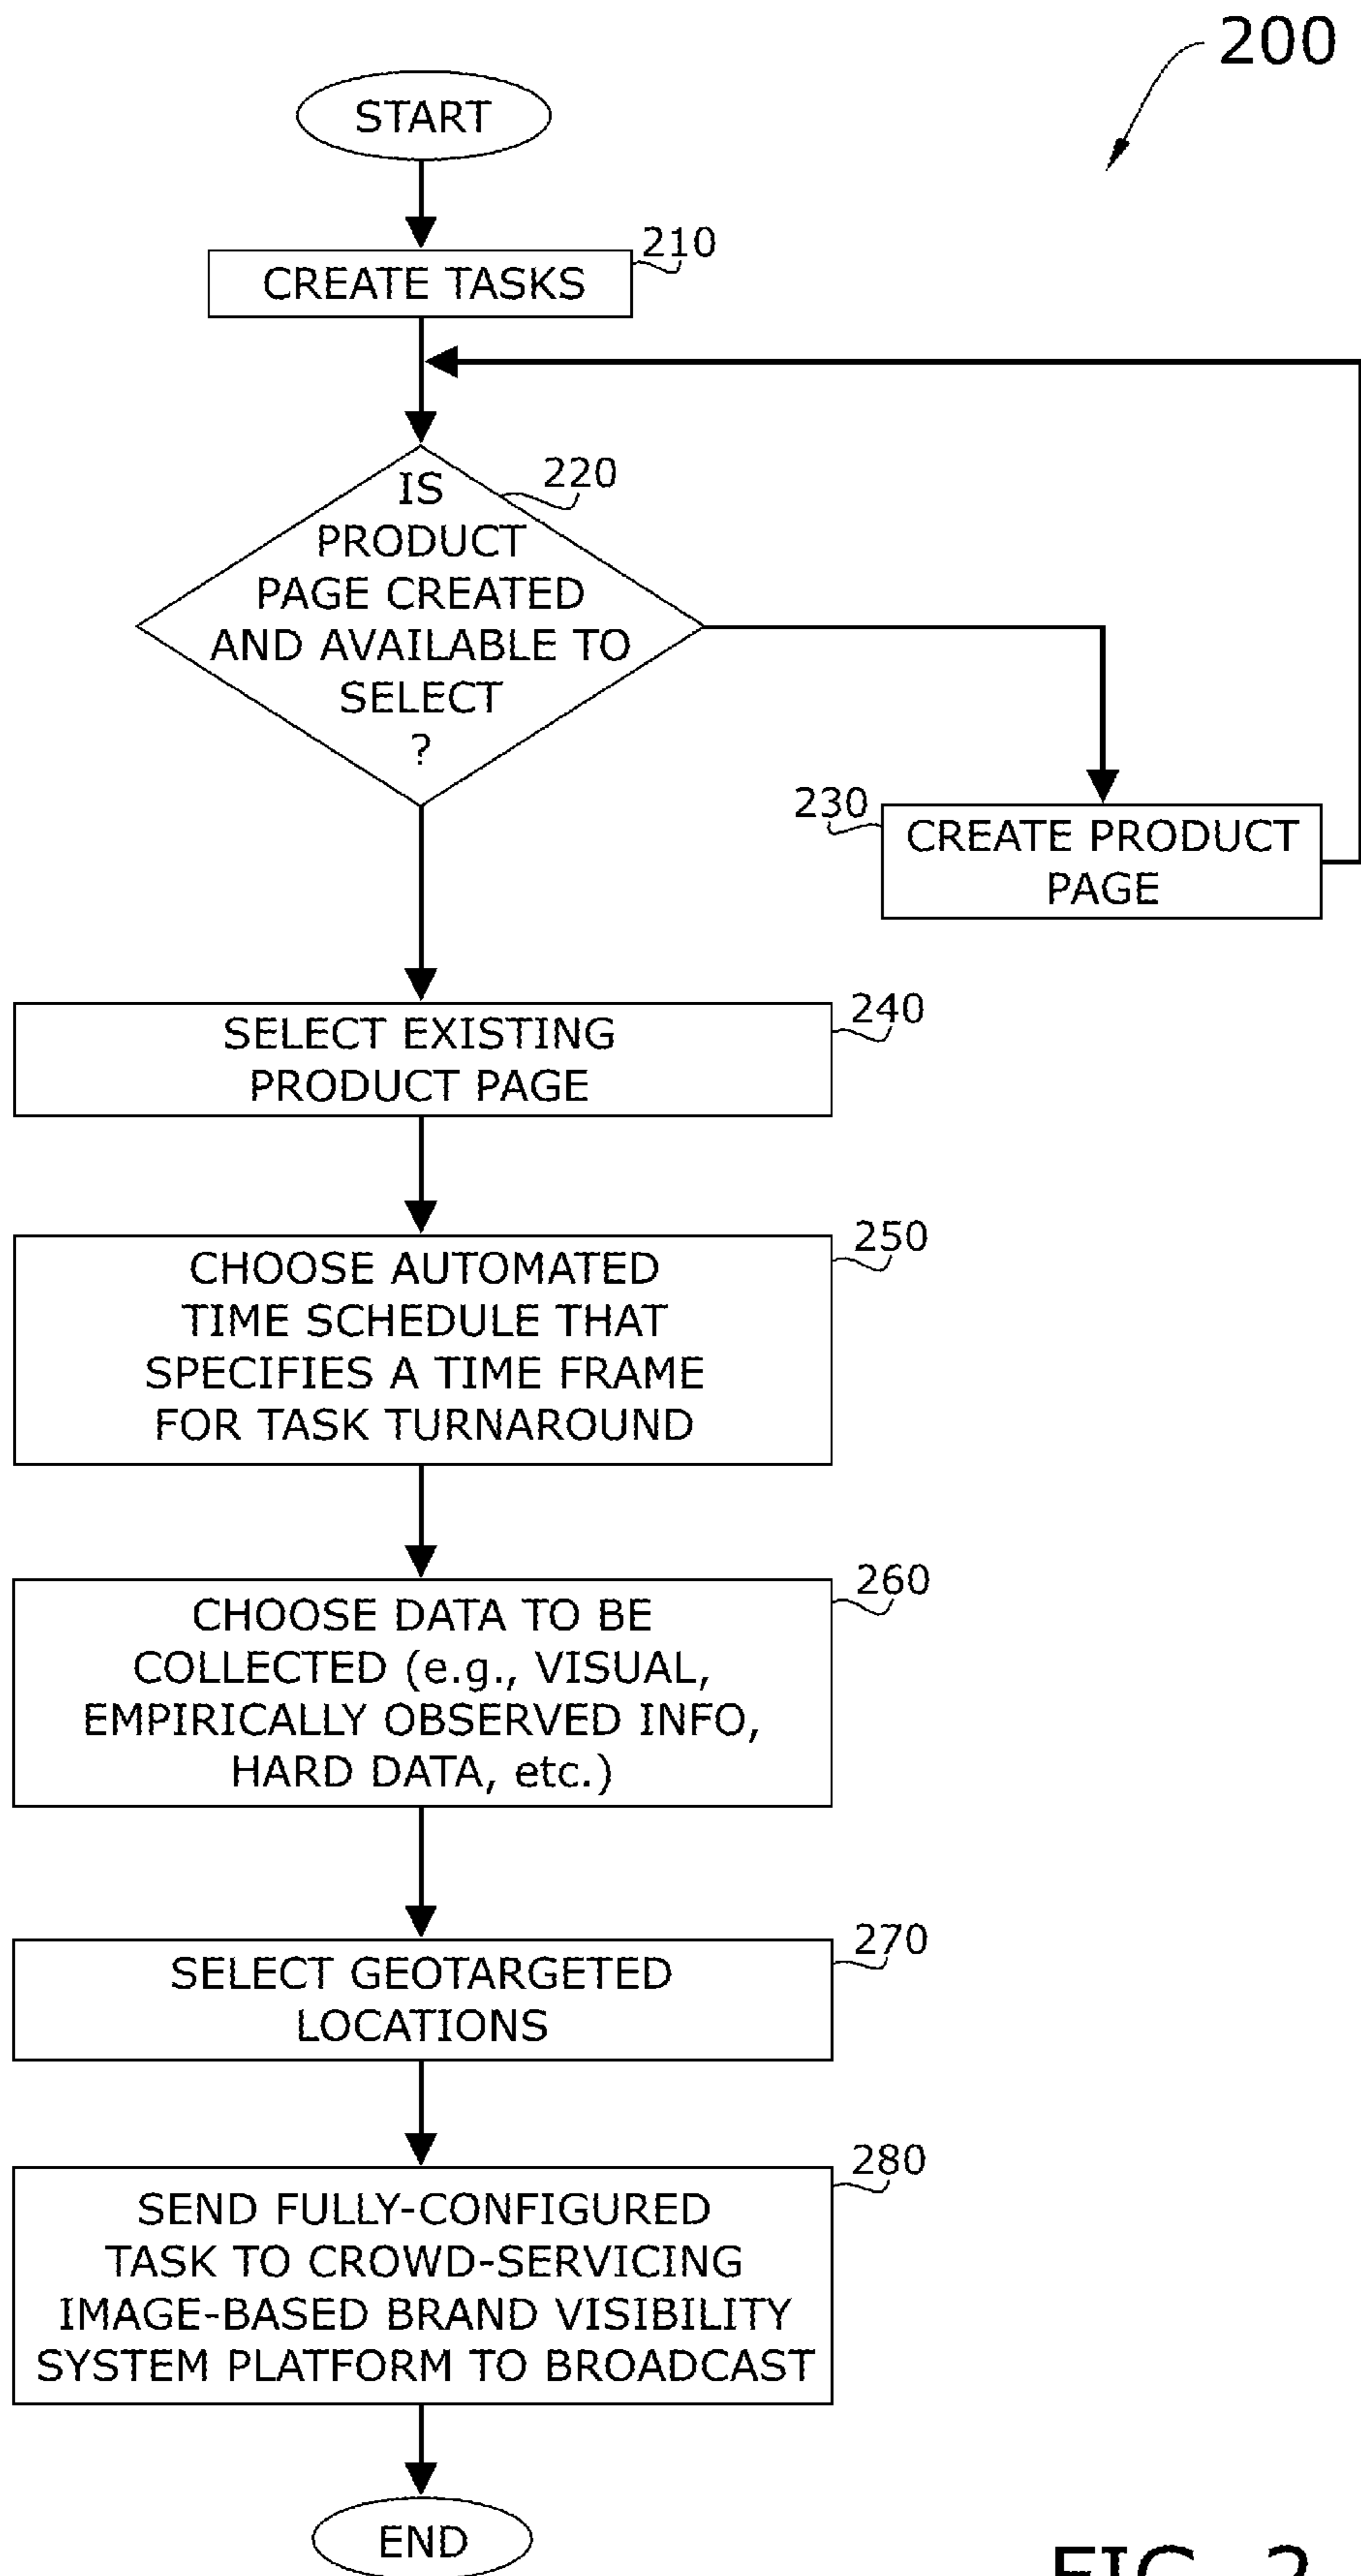 200
START
210
CREATE TASKS
220
IS
PRODUCT
PAGE CREATED
AND AVAILABLE TO
SELECT
?
230
CREATE PRODUCT
PAGE
240
SELECT EXISTING
PRODUCT PAGE
250
CHOOSE AUTOMATED
TIME SCHEDULE THAT
SPECIFIES A TIME FRAME
FOR TASK TURNAROUND
260
CHOOSE DATA TO BE
COLLECTED (e.g., VISUAL,
EMPIRICALLY OBSERVED INFO,
HARD DATA, etc.)
270
SELECT GEOTARGETED
LOCATIONS
280
SEND FULLY-CONFIGURED
TASK TO CROWD-SERVICING
IMAGE-BASED BRAND VISIBILITY
SYSTEM PLATFORM TO BROADCAST
END
FIG. 2